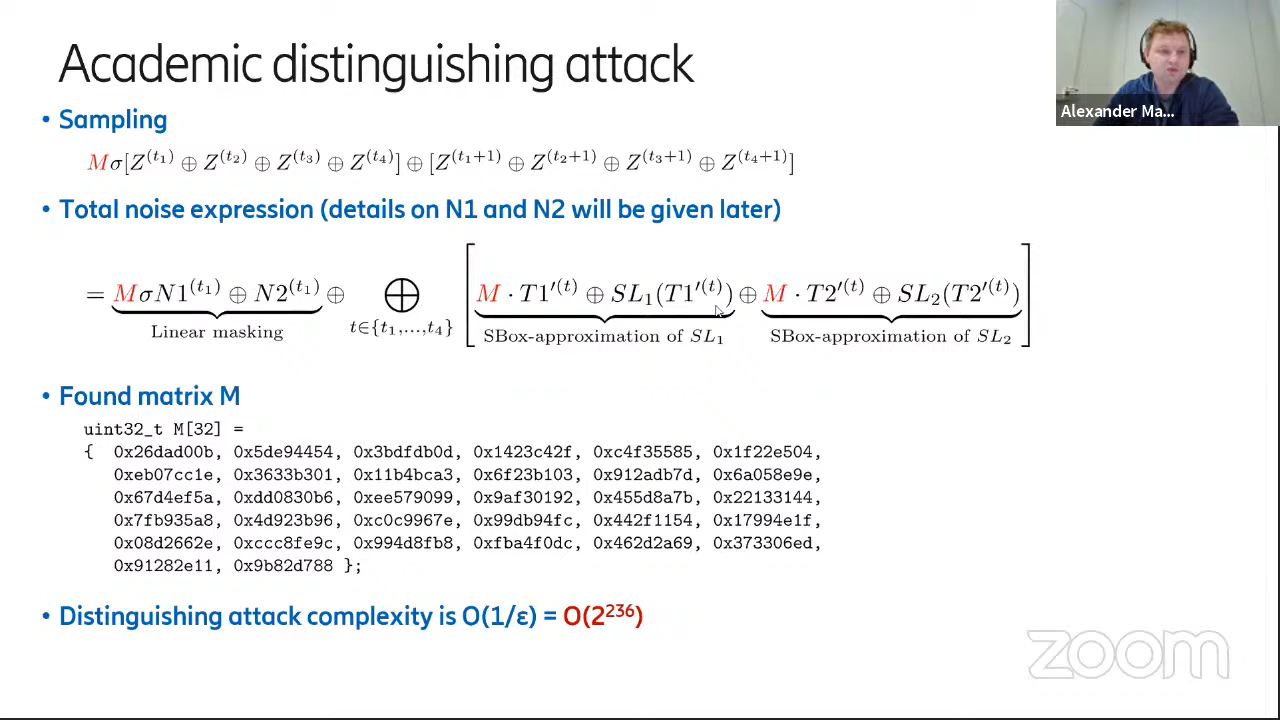 Academic distinguishing attack
Alexander Ma...
• Sampling
Mσ[Z^(t₁) ⊕ Z^(t₂) ⊕ Z^(t₃) ⊕ Z^(t₄)] ⊕ [Z^(t₁+1) ⊕ Z^(t₂+1) ⊕ Z^(t₃+1) ⊕ Z^(t₄+1)]
• Total noise expression (details on N1 and N2 will be given later)
= MσN1^(t₁) ⊕ N2^(t₁) ⊕ ⨁ [M · T1′^(t) ⊕ SL₁(T1′^(t)) ⊕ M · T2′^(t) ⊕ SL₂(T2′^(t))]
Linear masking t∈{t₁,...,t₄} SBox-approximation of SL₁ SBox-approximation of SL₂
• Found matrix M
uint32_t M[32] =
{ 0x26dad00b, 0x5de94454, 0x3bdfdb0d, 0x1423c42f, 0xc4f35585, 0x1f22e504,
0xeb07cc1e, 0x3633b301, 0x11b4bca3, 0x6f23b103, 0x912adb7d, 0x6a058e9e,
0x67d4ef5a, 0xdd0830b6, 0xee579099, 0x9af30192, 0x455d8a7b, 0x22133144,
0x7fb935a8, 0x4d923b96, 0xc0c9967e, 0x99db94fc, 0x442f1154, 0x17994e1f,
0x08d2662e, 0xccc8fe9c, 0x994d8fb8, 0xfba4f0dc, 0x462d2a69, 0x373306ed,
0x91282e11, 0x9b82d788 };
• Distinguishing attack complexity is O(1/ε) = O(2²³⁶)
zoom